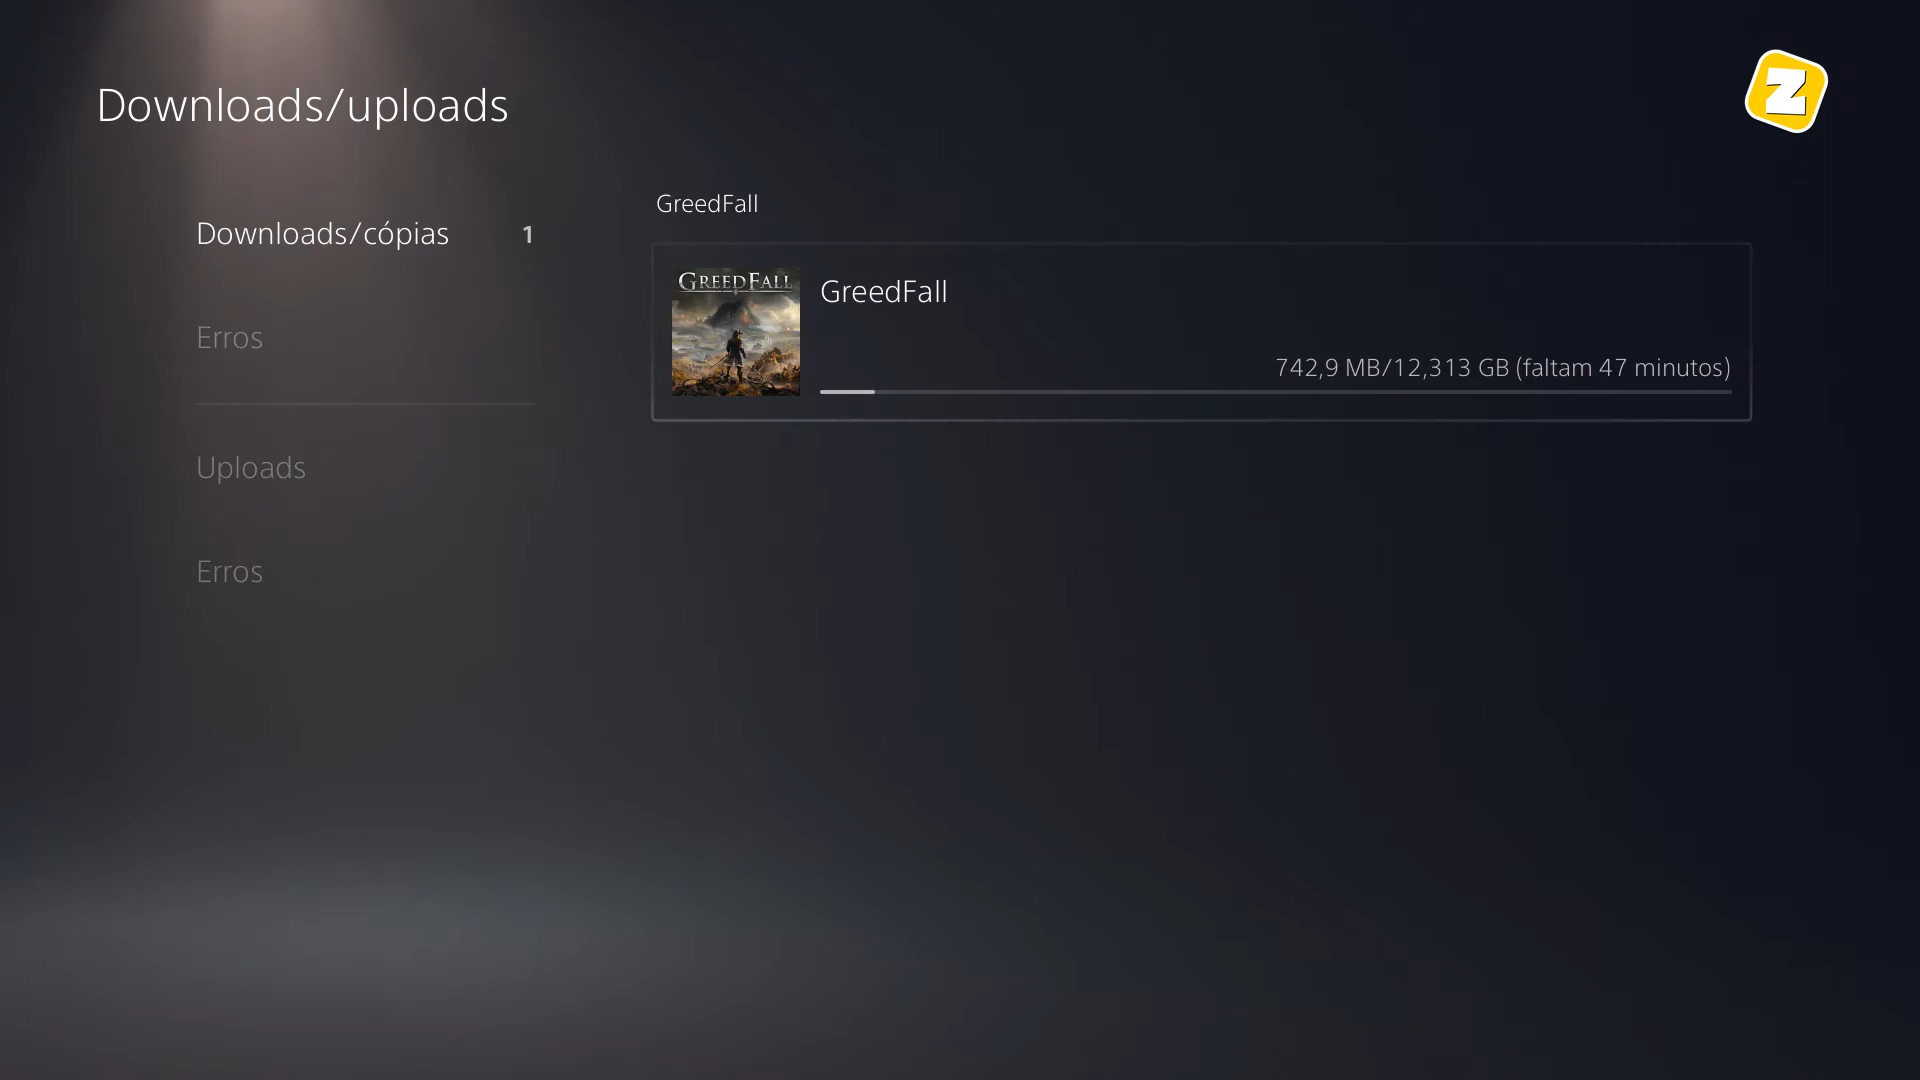 Downloads/uploads
Z
Downloads/cópias 1
Erros
Uploads
Erros
GreedFall
GREEDFALL
GreedFall
742,9 MB/12,313 GB (faltam 47 minutos)